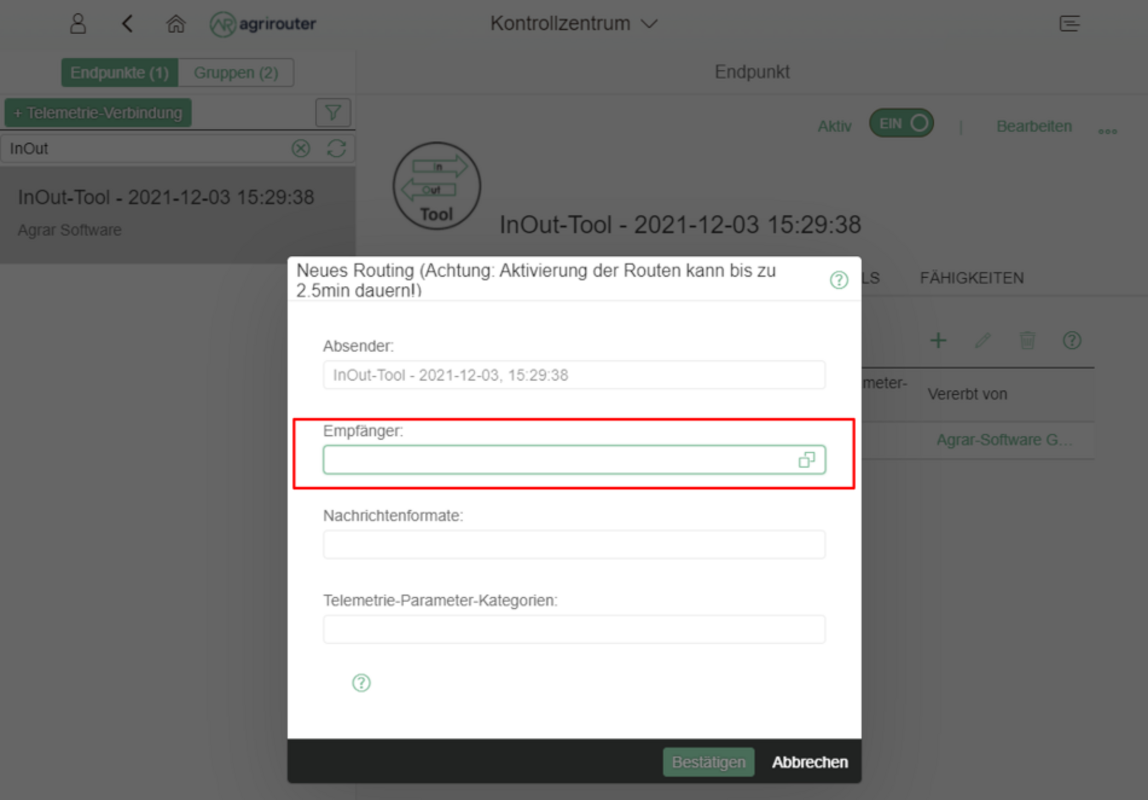 agrirouter
Kontrollzentrum
Endpunkte (1) Gruppen (2)
Endpunkt
+ Telemetrie-Verbindung
InOut
Aktiv EIN | Bearbeiten
InOut-Tool - 2021-12-03 15:29:38
Agrar Software
In
Out
Tool
InOut-Tool - 2021-12-03 15:29:38
LS FÄHIGKEITEN
meter-
Vererbt von
Agrar-Software G...
Neues Routing (Achtung: Aktivierung der Routen kann bis zu
2.5min dauern!)
Absender:
InOut-Tool - 2021-12-03, 15:29:38
Empfänger:
Nachrichtenformate:
Telemetrie-Parameter-Kategorien:
Bestätigen Abbrechen